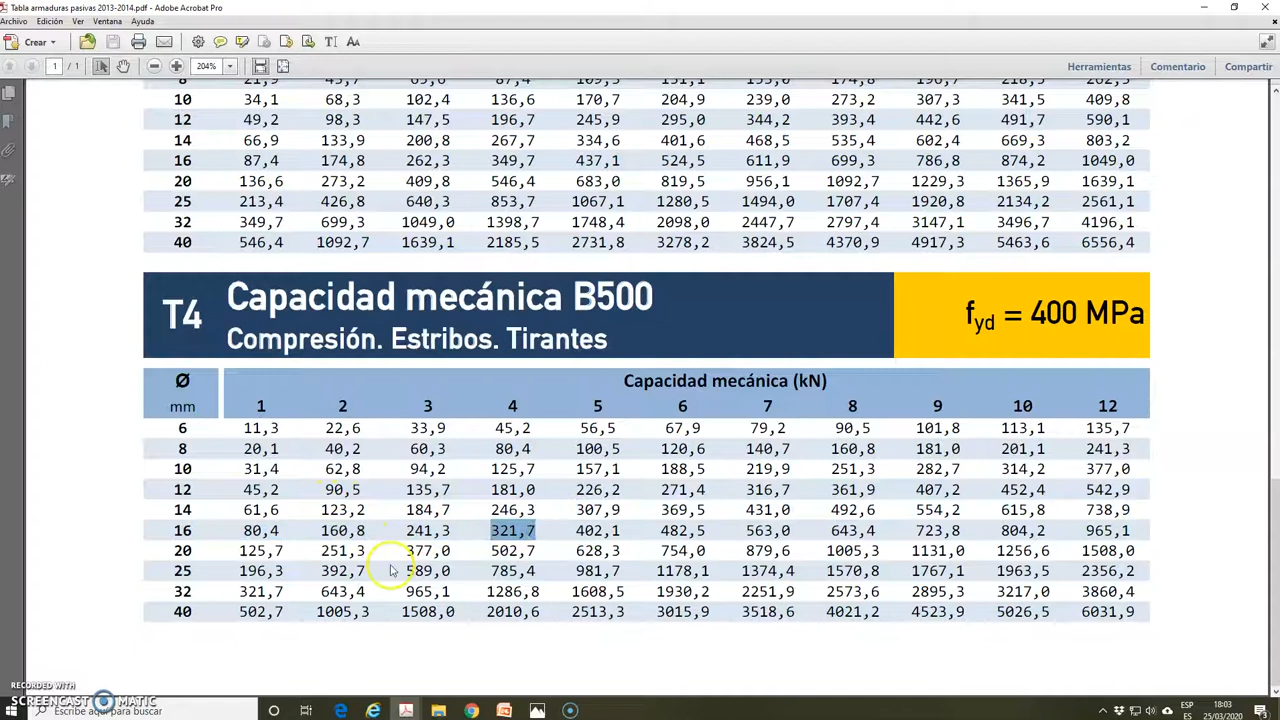 Tabla armaduras pasivas 2013-2014.pdf - Adobe Acrobat Pro
Archivo Edición Ver Ventana Ayuda
Crear
1 / 1 204% Herramientas Comentario Compartir
10 34,1 68,3 102,4 136,6 170,7 204,9 239,0 273,2 307,3 341,5 409,8
12 49,2 98,3 147,5 196,7 245,9 295,0 344,2 393,4 442,6 491,7 590,1
14 66,9 133,9 200,8 267,7 334,6 401,6 468,5 535,4 602,4 669,3 803,2
16 87,4 174,8 262,3 349,7 437,1 524,5 611,9 699,3 786,8 874,2 1049,0
20 136,6 273,2 409,8 546,4 683,0 819,5 956,1 1092,7 1229,3 1365,9 1639,1
25 213,4 426,8 640,3 853,7 1067,1 1280,5 1494,0 1707,4 1920,8 2134,2 2561,1
32 349,7 699,3 1049,0 1398,7 1748,4 2098,0 2447,7 2797,4 3147,1 3496,7 4196,1
40 546,4 1092,7 1639,1 2185,5 2731,8 3278,2 3824,5 4370,9 4917,3 5463,6 6556,4
T4 Capacidad mecánica B500
Compresión. Estribos. Tirantes
fyd = 400 MPa
Ø Capacidad mecánica (kN)
mm 1 2 3 4 5 6 7 8 9 10 12
6 11,3 22,6 33,9 45,2 56,5 67,9 79,2 90,5 101,8 113,1 135,7
8 20,1 40,2 60,3 80,4 100,5 120,6 140,7 160,8 181,0 201,1 241,3
10 31,4 62,8 94,2 125,7 157,1 188,5 219,9 251,3 282,7 314,2 377,0
12 45,2 90,5 135,7 181,0 226,2 271,4 316,7 361,9 407,2 452,4 542,9
14 61,6 123,2 184,7 246,3 307,9 369,5 431,0 492,6 554,2 615,8 738,9
16 80,4 160,8 241,3 321,7 402,1 482,5 563,0 643,4 723,8 804,2 965,1
20 125,7 251,3 377,0 502,7 628,3 754,0 879,6 1005,3 1131,0 1256,6 1508,0
25 196,3 392,7 589,0 785,4 981,7 1178,1 1374,4 1570,8 1767,1 1963,5 2356,2
32 321,7 643,4 965,1 1286,8 1608,5 1930,2 2251,9 2573,6 2895,3 3217,0 3860,4
40 502,7 1005,3 1508,0 2010,6 2513,3 3015,9 3518,6 4021,2 4523,9 5026,5 6031,9
RECORDED WITH
SCREENCAST MATIC
Escribe aquí para buscar
ESP
ES
18:03
25/03/2020